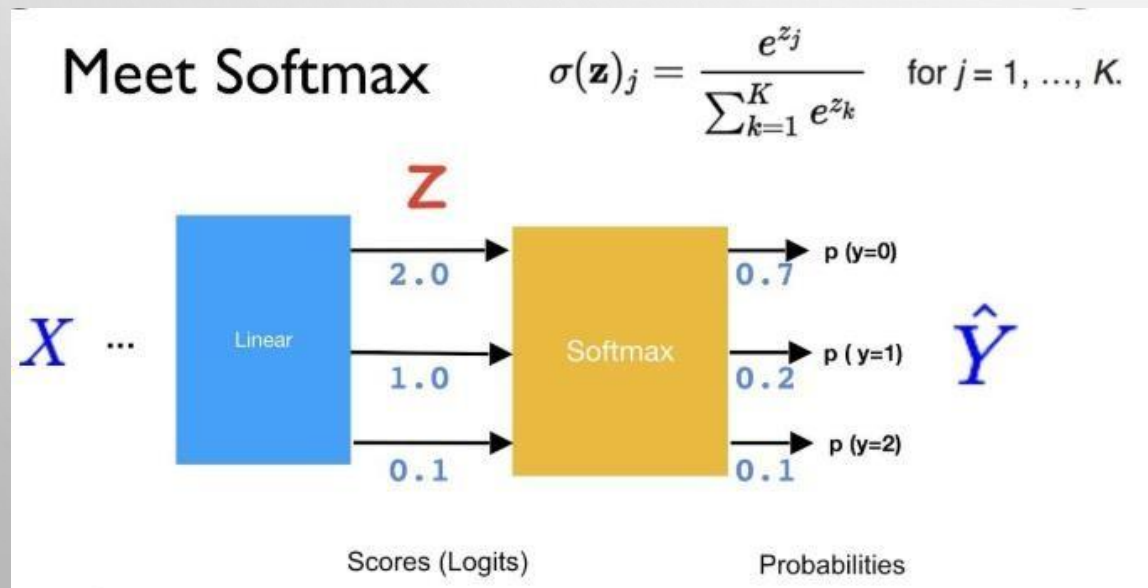 Meet Softmax
σ(z)_j = e^{z_j} / ∑_{k=1}^{K} e^{z_k} for j = 1, ..., K.
Z
X ...
Linear
2.0
1.0
0.1
Softmax
0.7 p (y=0)
0.2 p ( y=1)
0.1 p (y=2)
Ŷ
Scores (Logits)
Probabilities